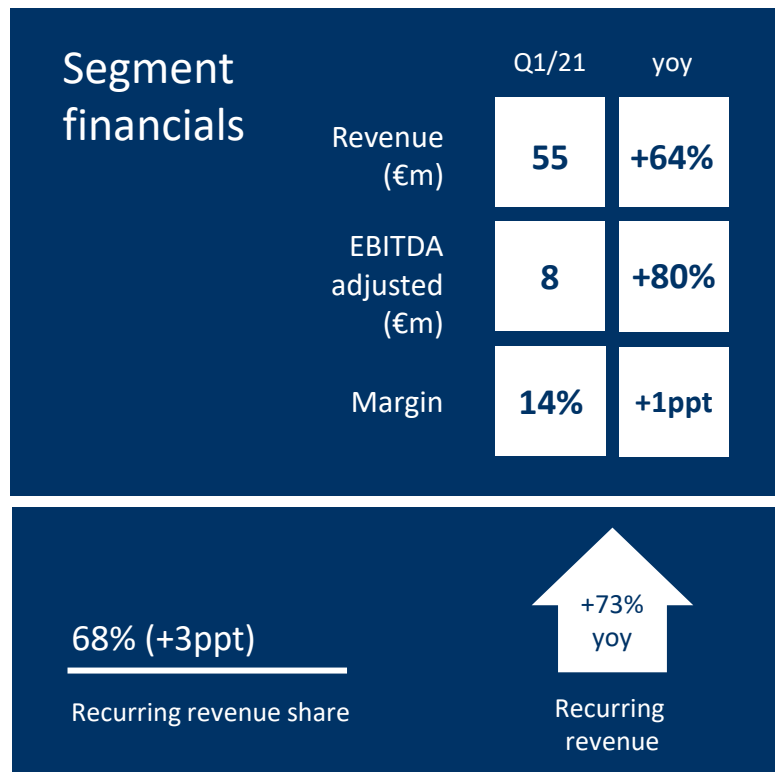 Segment
financials
Q1/21 yoy
Revenue
(€m)
55 +64%
EBITDA
adjusted
(€m)
8 +80%
Margin 14% +1ppt
68% (+3ppt)
Recurring revenue share
+73%
yoy
Recurring
revenue